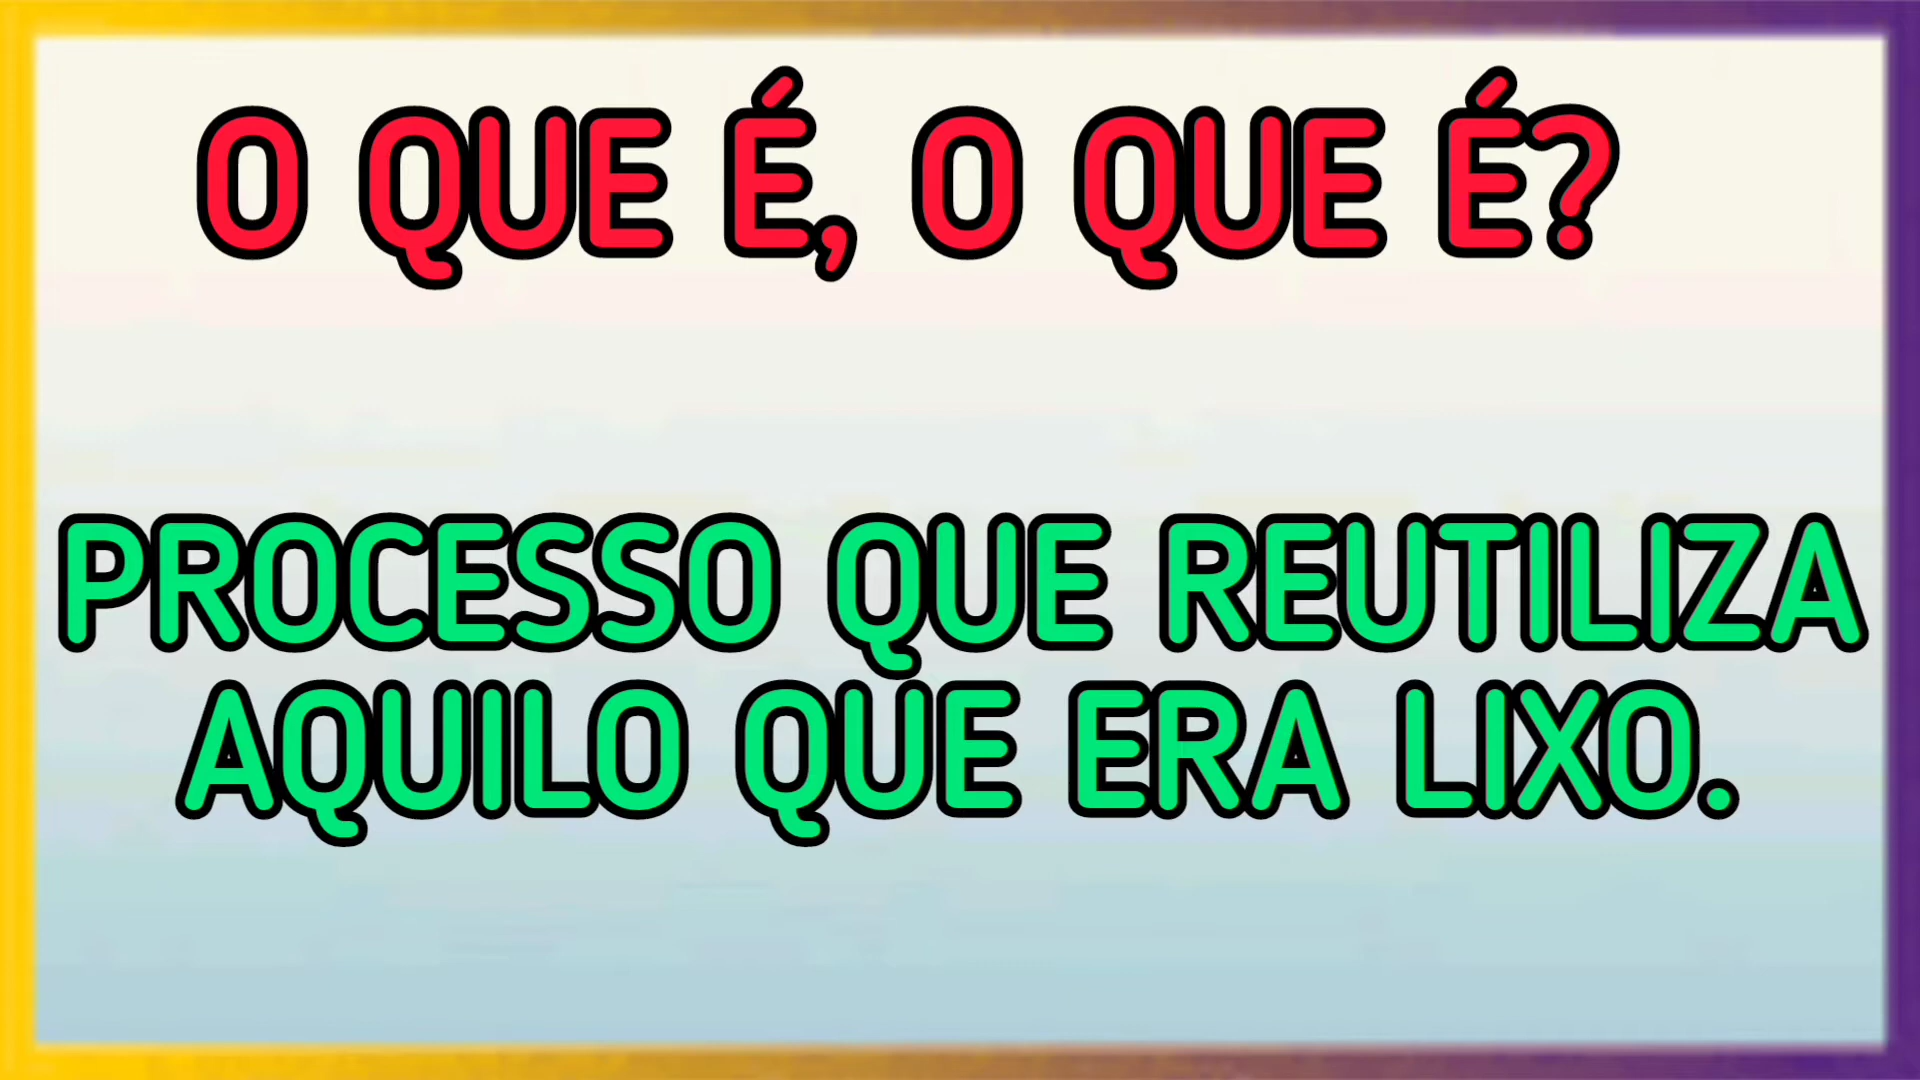 O QUE É, O QUE É?
PROCESSO QUE REUTILIZA
AQUILO QUE ERA LIXO.